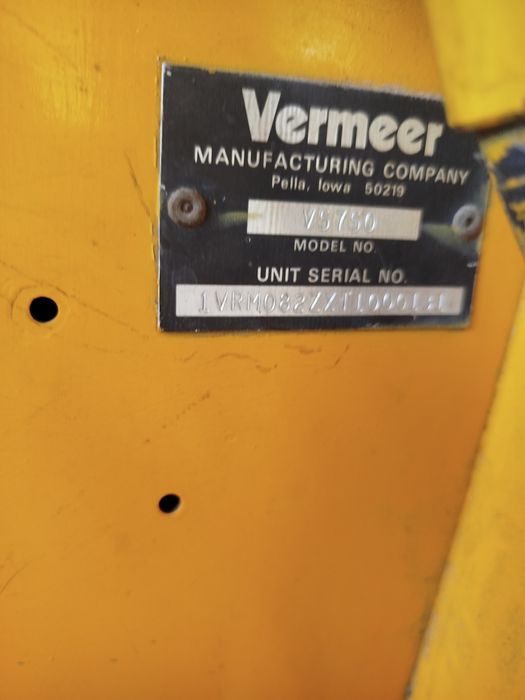 Vermeer
MANUFACTURING COMPANY
Pella, Iowa 50219
V5750
MODEL NO.
UNIT SERIAL NO.